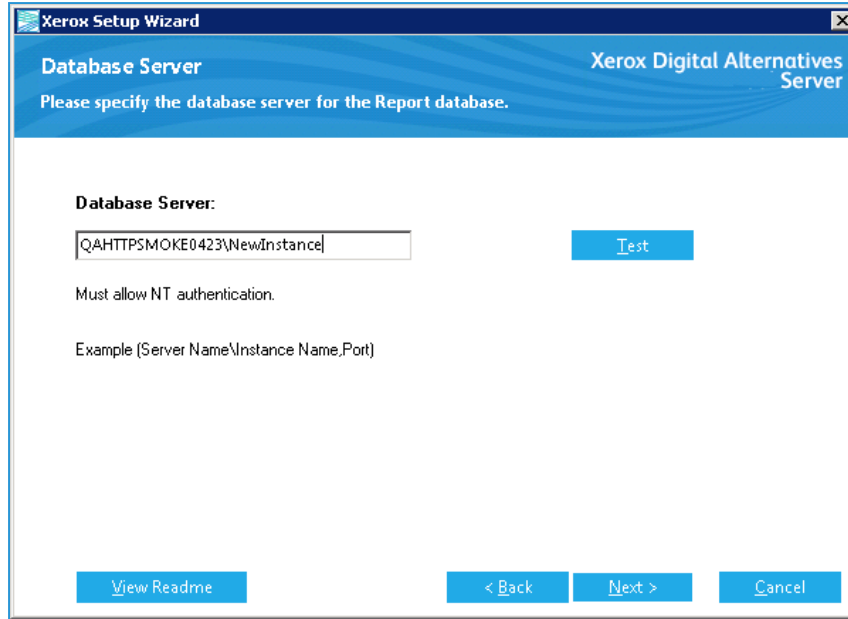 Xerox Setup Wizard
Database Server
Xerox Digital Alternatives
Server
Please specify the database server for the Report database.
Database Server:
QAHTTPSMOKE0423\NewInstance
Test
Must allow NT authentication.
Example (Server Name\Instance Name,Port)
View Readme
< Back
Next >
Cancel